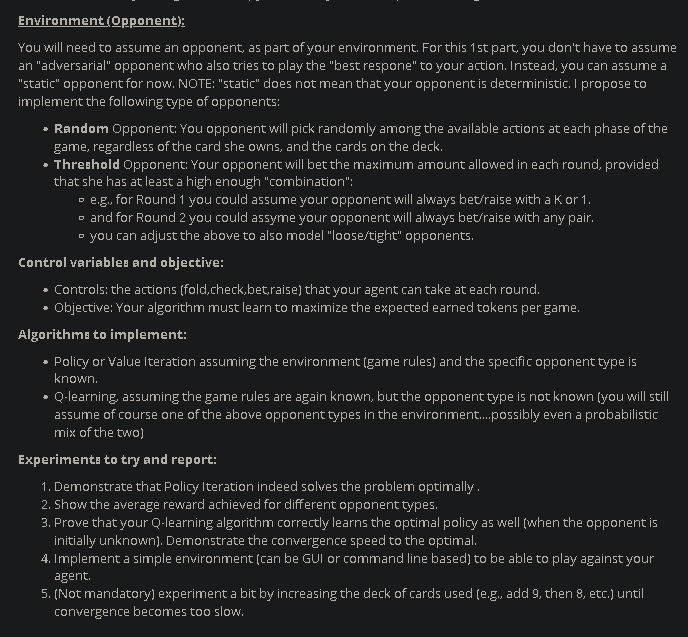 Environment (Opponent):
You will need to assume an opponent, as part of your environment. For this 1st part, you don't have to assume
an "adversarial" opponent who also tries to play the "best respone" to your action. Instead, you can assume a
"static" opponent for now. NOTE: "static" does not mean that your opponent is deterministic. I propose to
implement the following type of opponents:
• Random Opponent: You opponent will pick randomly among the available actions at each phase of the
game, regardless of the card she owns, and the cards on the deck.
• Threshold Opponent: Your opponent will bet the maximum amount allowed in each round, provided
that she has at least a high enough "combination":
▫ e.g., for Round 1 you could assume your opponent will always bet/raise with a K or 1.
▫ and for Round 2 you could assyme your opponent will always bet/raise with any pair.
▫ you can adjust the above to also model "loose/tight" opponents.
Control variables and objective:
• Controls: the actions (fold,check,bet,raise) that your agent can take at each round.
• Objective: Your algorithm must learn to maximize the expected earned tokens per game.
Algorithms to implement:
• Policy or Value Iteration assuming the environment (game rules) and the specific opponent type is
known.
• Q-learning, assuming the game rules are again known, but the opponent type is not known (you will still
assume of course one of the above opponent types in the environment....possibly even a probabilistic
mix of the two)
Experiments to try and report:
1. Demonstrate that Policy Iteration indeed solves the problem optimally .
2. Show the average reward achieved for different opponent types.
3. Prove that your Q-learning algorithm correctly learns the optimal policy as well (when the opponent is
initially unknown). Demonstrate the convergence speed to the optimal.
4. Implement a simple environment (can be GUI or command line based) to be able to play against your
agent.
5. (Not mandatory) experiment a bit by increasing the deck of cards used (e.g., add 9, then 8, etc.) until
convergence becomes too slow.